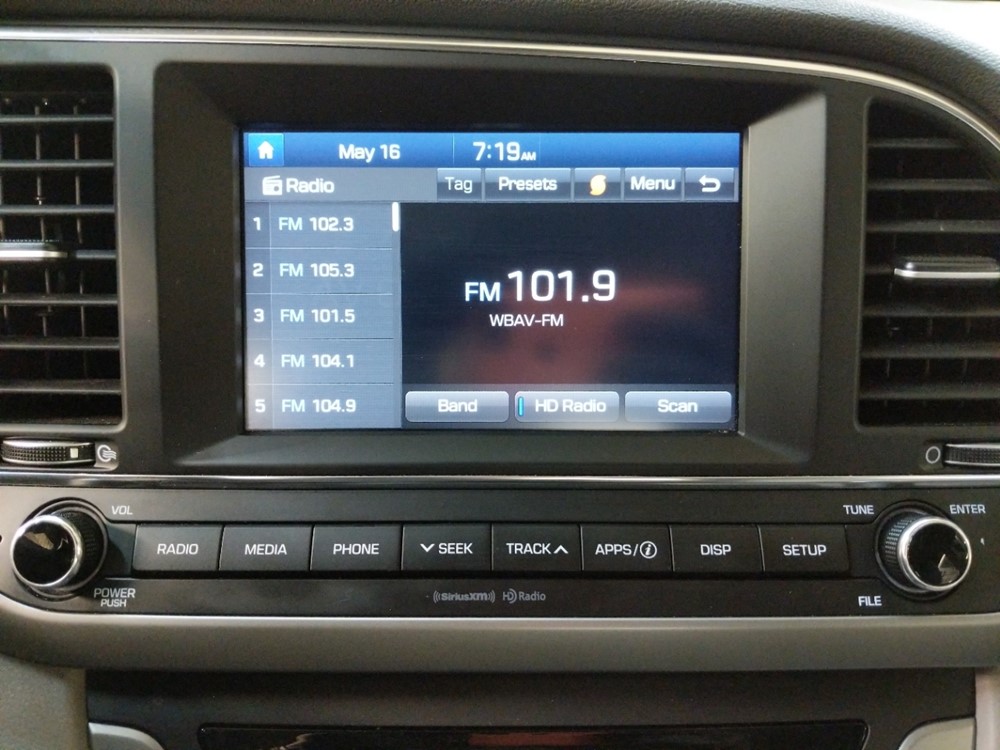 May 16 7:19AM
Radio Tag Presets Menu
1 FM 102.3
2 FM 105.3
3 FM 101.5
4 FM 104.1
5 FM 104.9
FM 101.9
WBAV-FM
Band HD Radio Scan
VOL TUNE ENTER
RADIO MEDIA PHONE SEEK TRACK APPS/i DISP SETUP
POWER
PUSH
((SiriusXM)) HD Radio
FILE